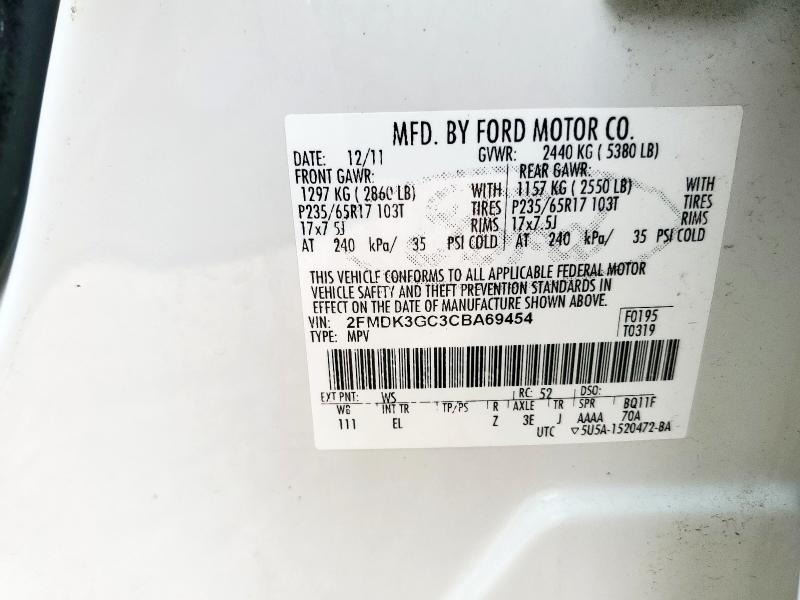 MFD. BY FORD MOTOR CO.
DATE: 12/11 GVWR: 2440 KG ( 5380 LB)
FRONT GAWR: REAR GAWR:
1297 KG ( 2860 LB) WITH 1157 KG ( 2550 LB) WITH
P235/65R17 103T TIRES P235/65R17 103T TIRES
17x7.5J RIMS 17x7.5J RIMS
AT 240 kPa/ 35 PSI COLD AT 240 kPa/ 35 PSI COLD
THIS VEHICLE CONFORMS TO ALL APPLICABLE FEDERAL MOTOR
VEHICLE SAFETY AND THEFT PREVENTION STANDARDS IN
EFFECT ON THE DATE OF MANUFACTURE SHOWN ABOVE.
VIN: 2FMDK3GC3CBA69454 F0195
TYPE: MPV T0319
EXT PNT: WS RC: 52 DSO:
WB INT TR TP/PS R AXLE TR SPR BQ11F
111 EL Z 3E J AAAA 70A
UTC ▽5U5A-1520472-BA